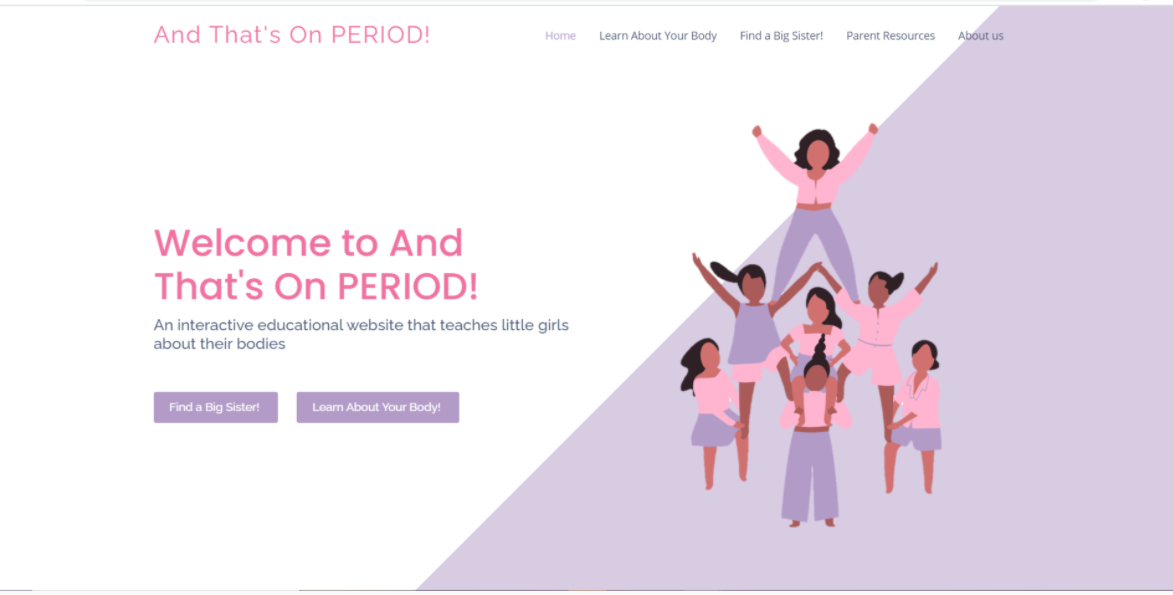 And That's On PERIOD!
Home Learn About Your Body Find a Big Sister! Parent Resources About us
Welcome to And
That's On PERIOD!
An interactive educational website that teaches little girls
about their bodies
Find a Big Sister! Learn About Your Body!